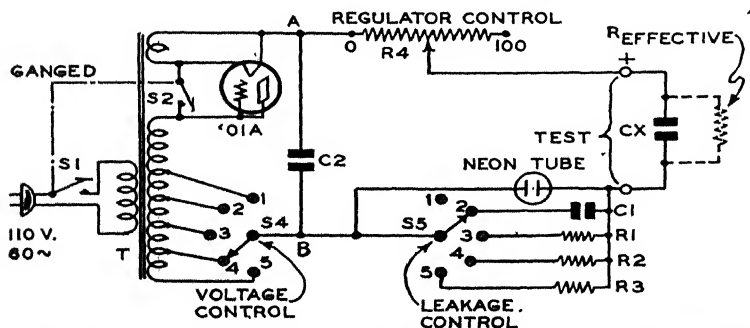 A
REGULATOR CONTROL
0
100
R4
R EFFECTIVE
GANGED
S2
'01A
+
CX
TEST
S1
C2
NEON TUBE
1
2
3
4
5
S4
B
1
2
3
4
5
S5
C1
R1
R2
R3
110 V.
60~
T
VOLTAGE
CONTROL
LEAKAGE.
CONTROL